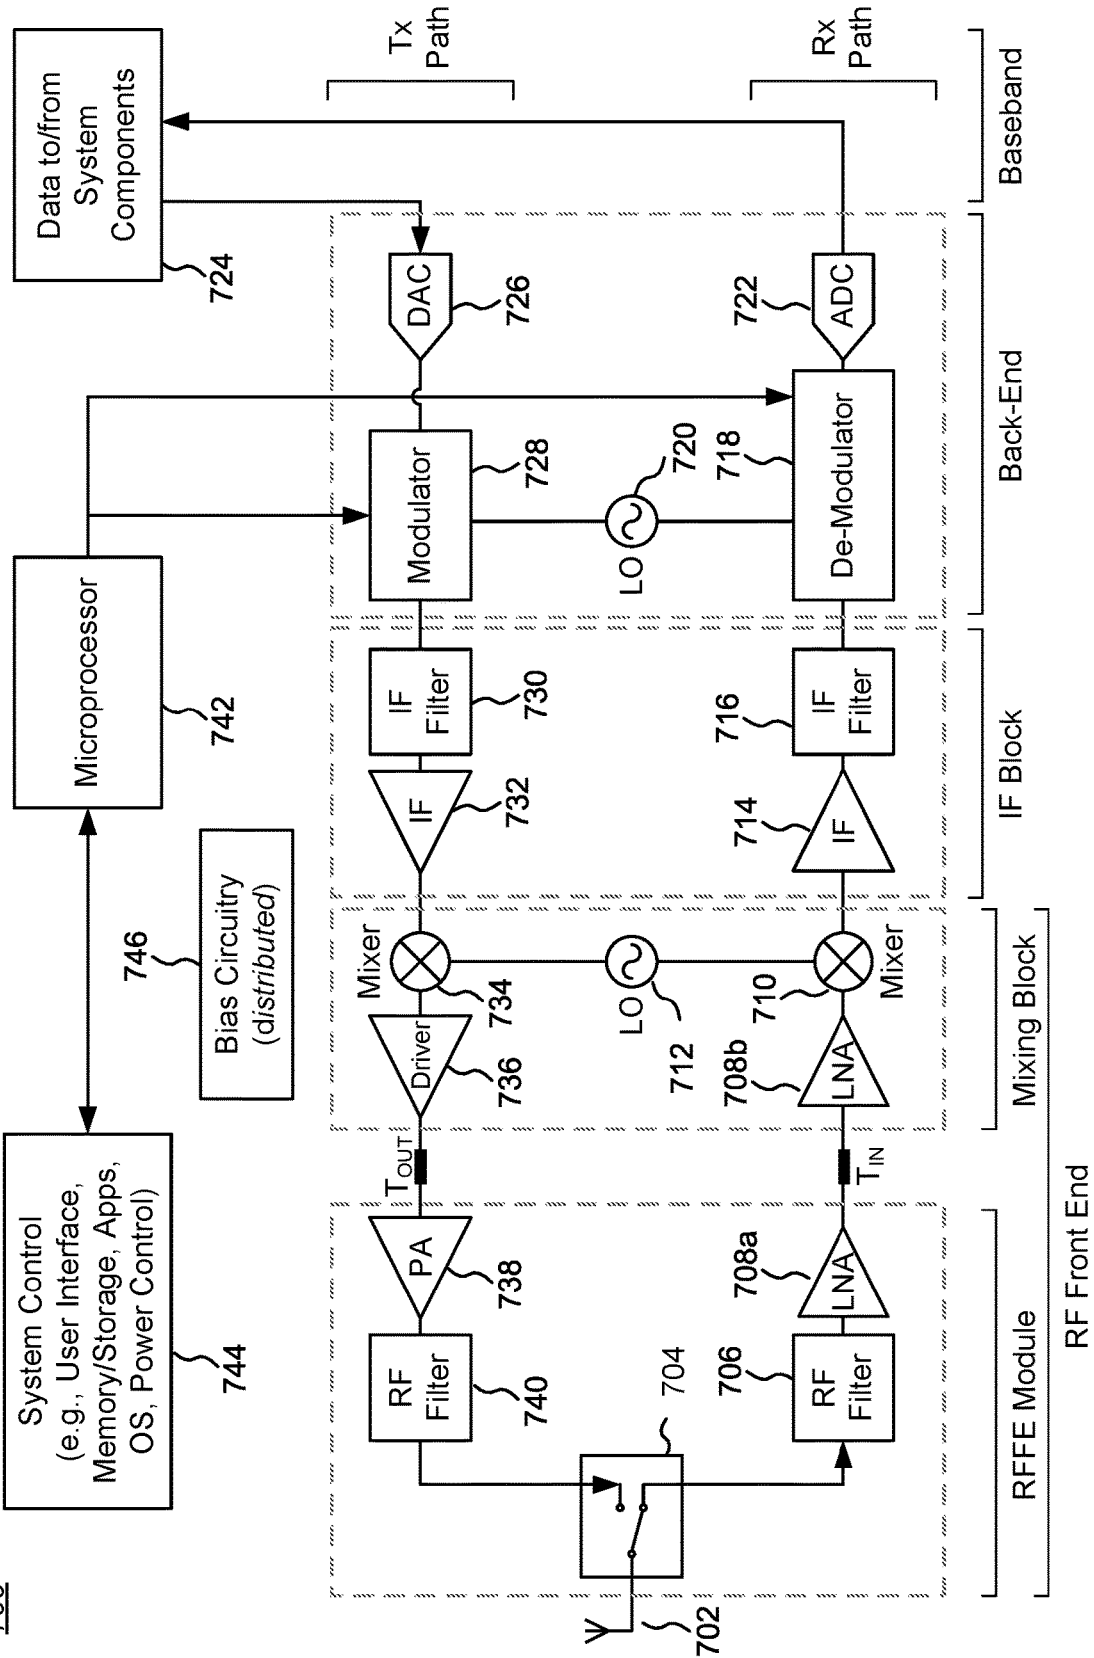 System Control
(e.g., User Interface,
Memory/Storage, Apps,
OS, Power Control)
744
Microprocessor
742
Data to/from
System
Components
724
746
Bias Circuitry
(distributed)
Tx
Path
RF
Filter
740
PA
738
TOUT
Driver
736
Mixer
734
IF
732
IF
Filter
730
Modulator
728
DAC
726
702
704
LO
712
LO
720
Rx
Path
RF
Filter
706
LNA
708a
TIN
LNA
708b
Mixer
710
IF
714
IF
Filter
716
De-Modulator
718
ADC
722
RFFE Module
Mixing Block
IF Block
Back-End
Baseband
RF Front End